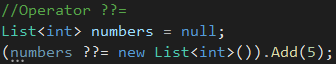 //Operator ??=
List<int> numbers = null;
(numbers ??= new List<int>()).Add(5);